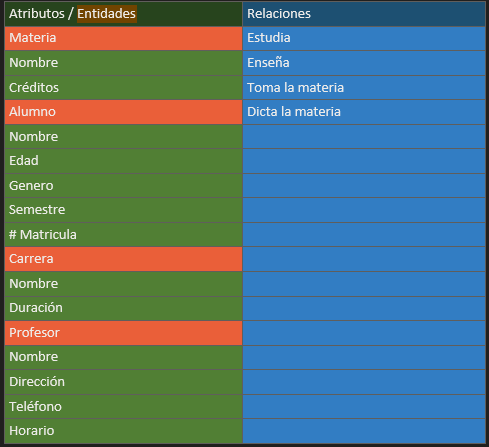 Atributos / Entidades Relaciones
Materia Estudia
Nombre Enseña
Créditos Toma la materia
Alumno Dicta la materia
Nombre
Edad
Genero
Semestre
# Matricula
Carrera
Nombre
Duración
Profesor
Nombre
Dirección
Teléfono
Horario